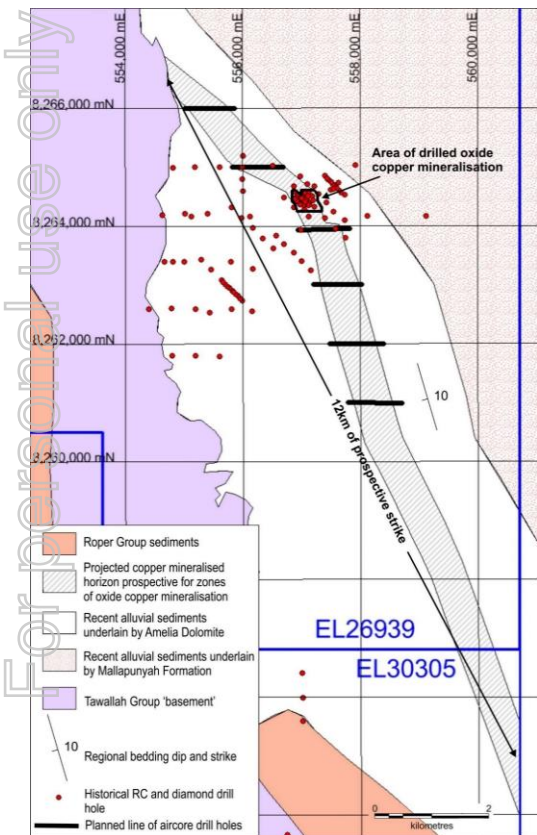 For personal use only
554,000 mE
556,000 mE
558,000 mE
560,000 mE
8,266,000 mN
Area of drilled oxide
copper mineralisation
8,264,000 mN
8,262,000 mN
10
12km of prospective strike
8,260,000 mN
Roper Group sediments
Projected copper mineralised
horizon prospective for zones
of oxide copper mineralisation
Recent alluvial sediments
underlain by Amelia Dolomite
Recent alluvial sediments underlain
by Mallapunyah Formation
Tawallah Group 'basement'
10
Regional bedding dip and strike
Historical RC and diamond drill
hole
Planned line of aircore drill holes
EL26939
EL30305
0 2
kilometres